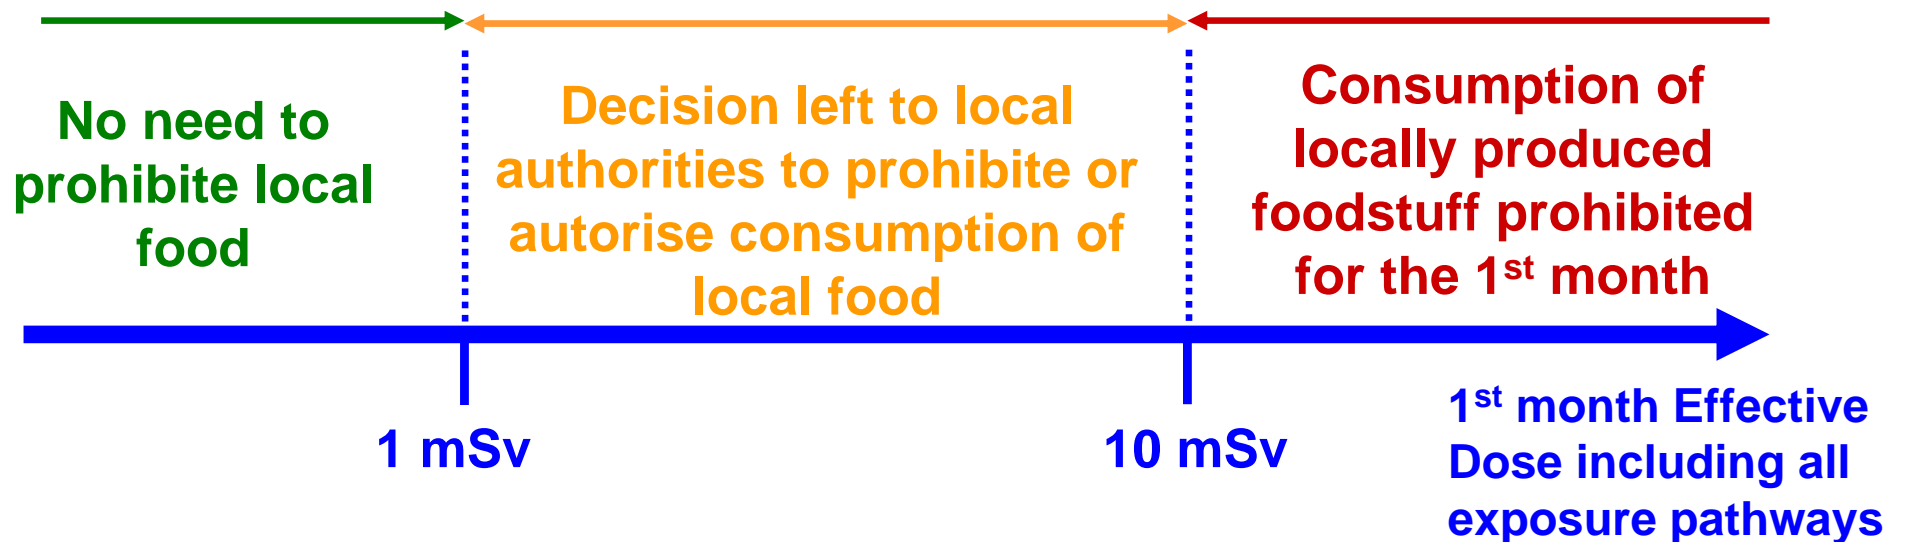 No need to
prohibite local
food
Decision left to local
authorities to prohibite or
autorise consumption of
local food
Consumption of
locally produced
foodstuff prohibited
for the 1st month
1 mSv
10 mSv
1st month Effective
Dose including all
exposure pathways